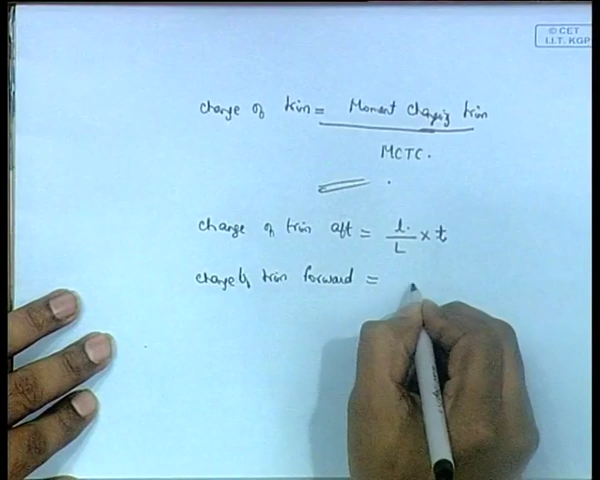 © CET
I.I.T. KGP
change of trim = Moment changing trim
MCTC.
change of trim aft = l/L × t
change of trim forward =